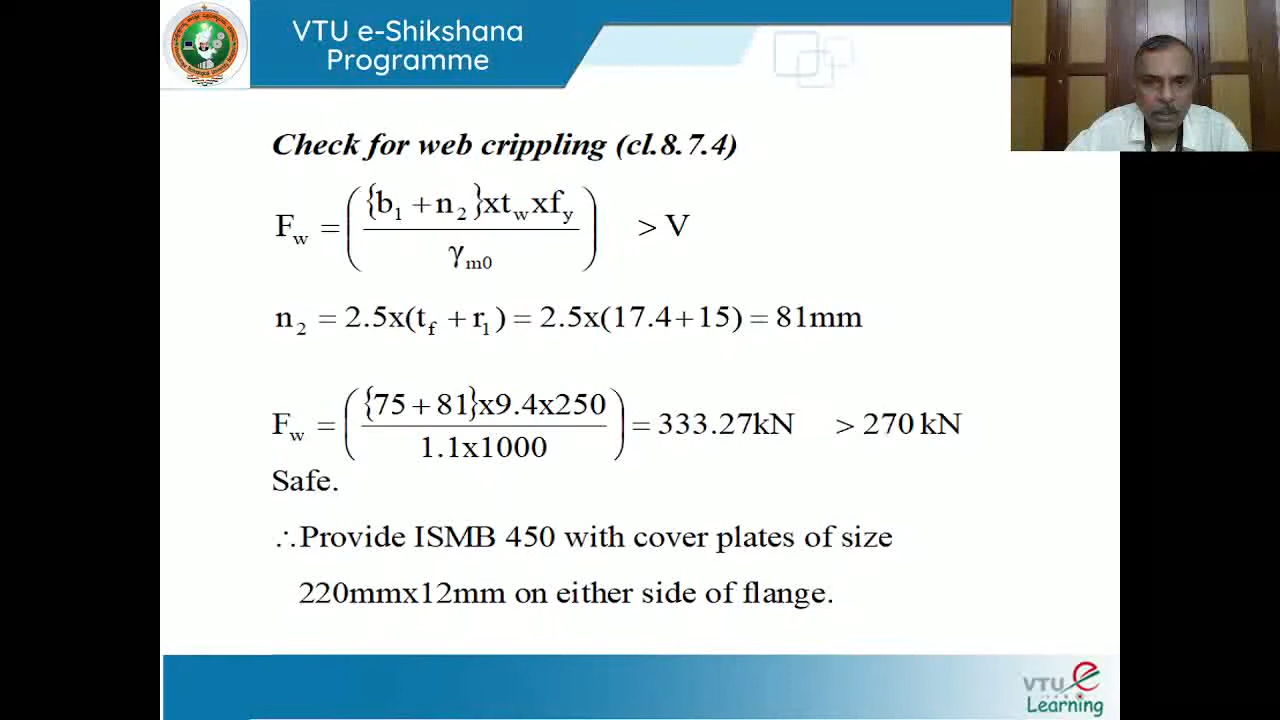 VTU e-Shikshana
Programme
Check for web crippling (cl.8.7.4)
F_w = ({b_1 + n_2}xt_w xf_y / γ_m0) > V
n_2 = 2.5x(t_f + r_1) = 2.5x(17.4+15) = 81mm
F_w = ({75+81}x9.4x250 / 1.1x1000) = 333.27kN > 270 kN
Safe.
∴Provide ISMB 450 with cover plates of size
220mmx12mm on either side of flange.
VTU e
Learning